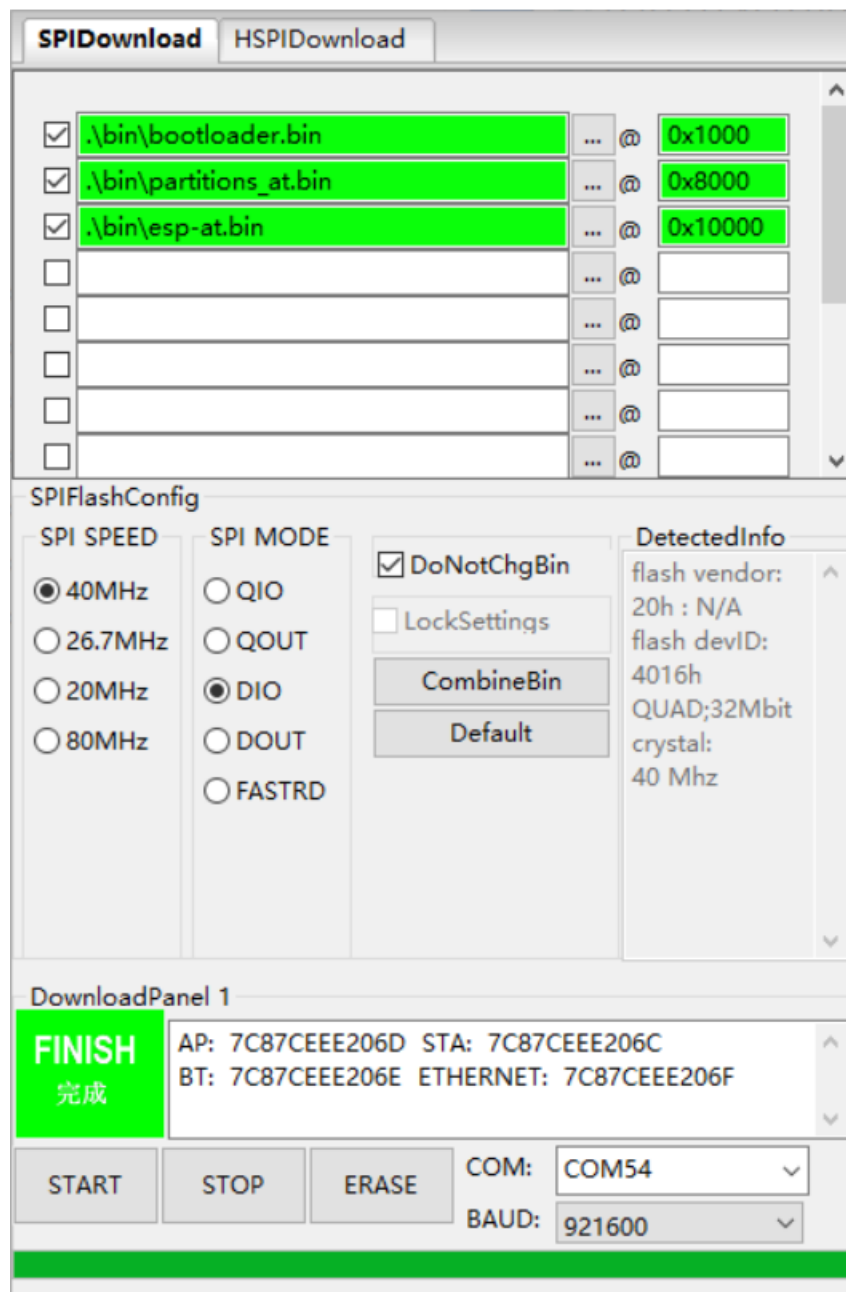 SPIDownload HSPIDownload
.\bin\bootloader.bin ... @ 0x1000
.\bin\partitions_at.bin ... @ 0x8000
.\bin\esp-at.bin ... @ 0x10000
... @
... @
... @
... @
... @
SPIFlashConfig
SPI SPEED
40MHz
26.7MHz
20MHz
80MHz
SPI MODE
QIO
QOUT
DIO
DOUT
FASTRD
DoNotChgBin
LockSettings
CombineBin
Default
DetectedInfo
flash vendor:
20h : N/A
flash devID:
4016h
QUAD;32Mbit
crystal:
40 Mhz
DownloadPanel 1
FINISH
完成
AP: 7C87CEEE206D STA: 7C87CEEE206C
BT: 7C87CEEE206E ETHERNET: 7C87CEEE206F
START STOP ERASE
COM: COM54
BAUD: 921600